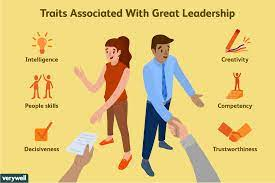 Traits Associated With Great Leadership
Intelligence
Creativity
People skills
Competency
Decisiveness
Trustworthiness
verywell